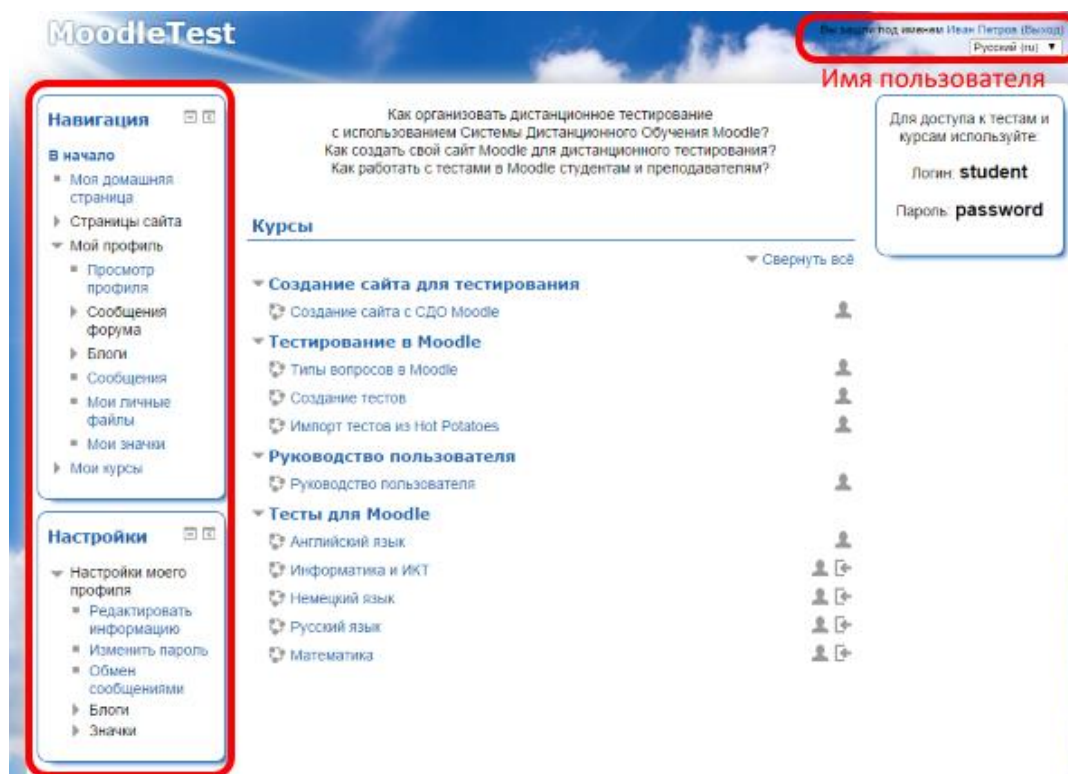 MoodleTest
Вы зашли под именем Иван Петров (Выход)
Русский (ru)
Имя пользователя
Навигация
В начало
Моя домашняя
страница
Страницы сайта
Мой профиль
Просмотр
профиля
Сообщения
форума
Блоги
Сообщения
Мои личные
файлы
Мои значки
Мои курсы
Настройки
Настройки моего
профиля
Редактировать
информацию
Изменить пароль
Обмен
сообщениями
Блоги
Значки
Как организовать дистанционное тестирование
с использованием Системы Дистанционного Обучения Moodle?
Как создать свой сайт Moodle для дистанционного тестирования?
Как работать с тестами в Moodle студентам и преподавателям?
Курсы
Свернуть всё
Создание сайта для тестирования
Создание сайта с СДО Moodle
Тестирование в Moodle
Типы вопросов в Moodle
Создание тестов
Импорт тестов из Hot Potatoes
Руководство пользователя
Руководство пользователя
Тесты для Moodle
Английский язык
Информатика и ИКТ
Немецкий язык
Русский язык
Математика
Для доступа к тестам и
курсам используйте:
Логин: student
Пароль: password